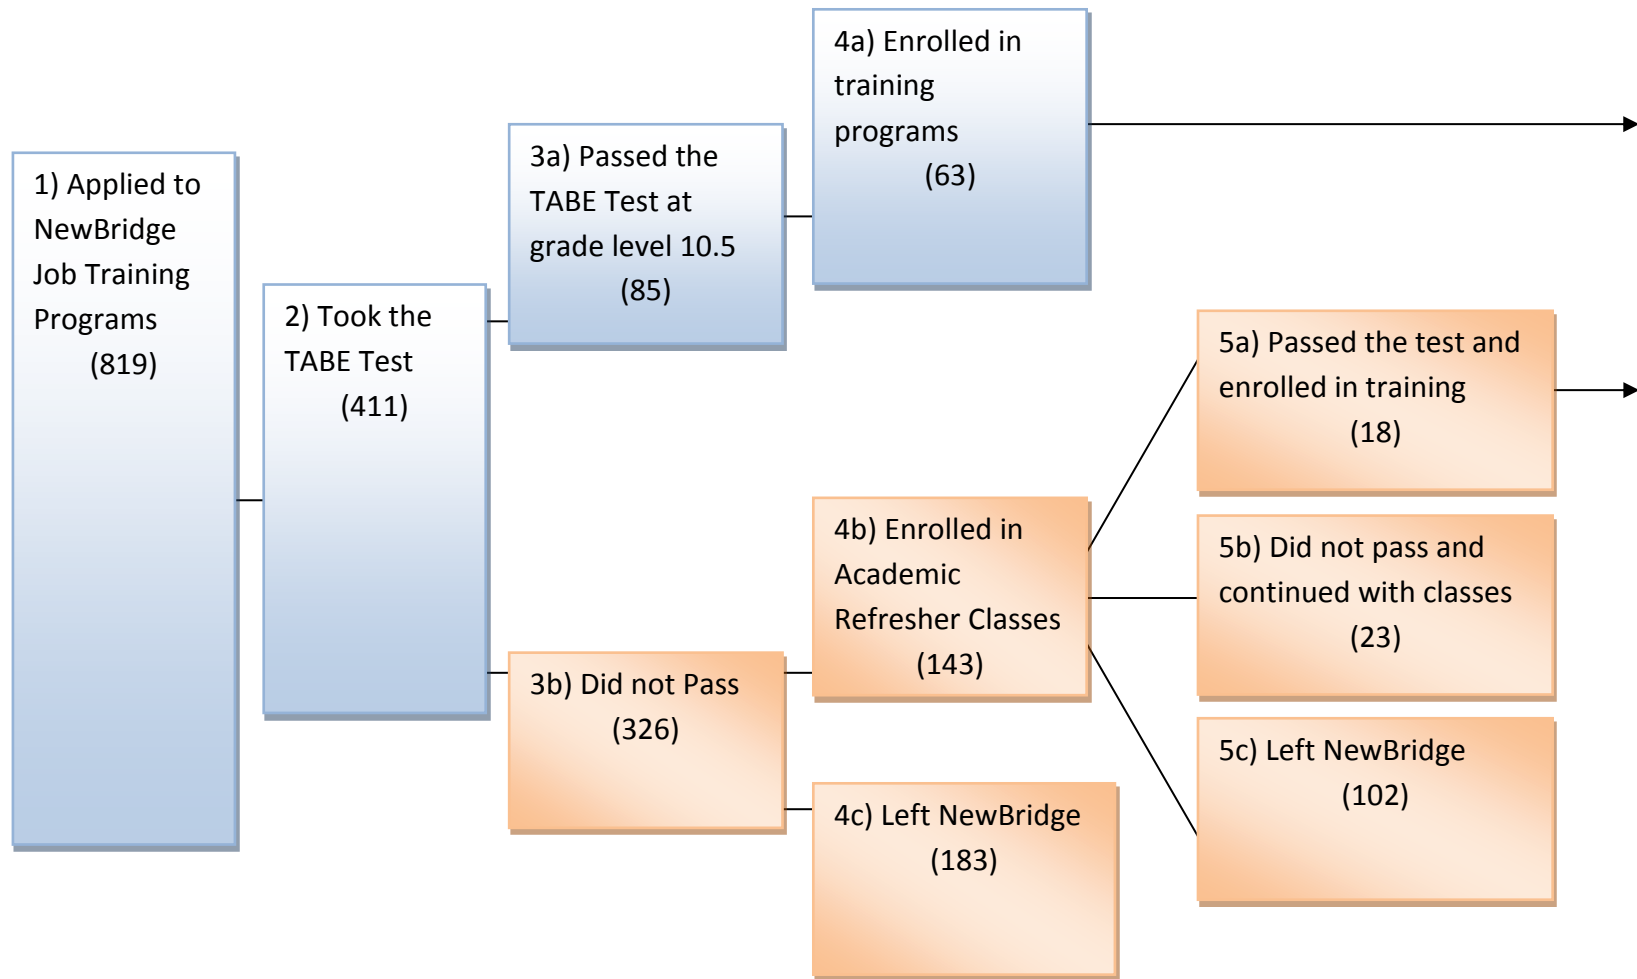 1) Applied to
NewBridge
Job Training
Programs
(819)
2) Took the
TABE Test
(411)
3a) Passed the
TABE Test at
grade level 10.5
(85)
4a) Enrolled in
training
programs
(63)
3b) Did not Pass
(326)
4b) Enrolled in
Academic
Refresher Classes
(143)
4c) Left NewBridge
(183)
5a) Passed the test and
enrolled in training
(18)
5b) Did not pass and
continued with classes
(23)
5c) Left NewBridge
(102)